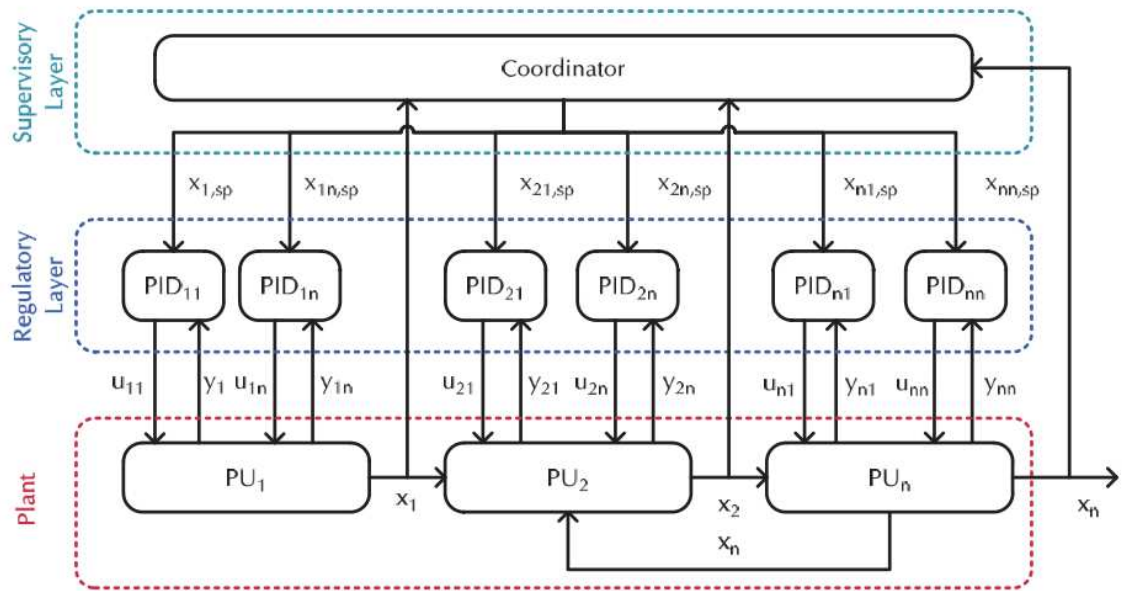 Supervisory
Layer
Coordinator
x1,sp
x1n,sp
x21,sp
x2n,sp
xn1,sp
xnn,sp
Regulatory
Layer
PID11
PID1n
PID21
PID2n
PIDn1
PIDnn
u11
y1
u1n
y1n
u21
y21
u2n
y2n
un1
yn1
unn
ynn
Plant
PU1
PU2
PUn
x1
x2
xn
xn